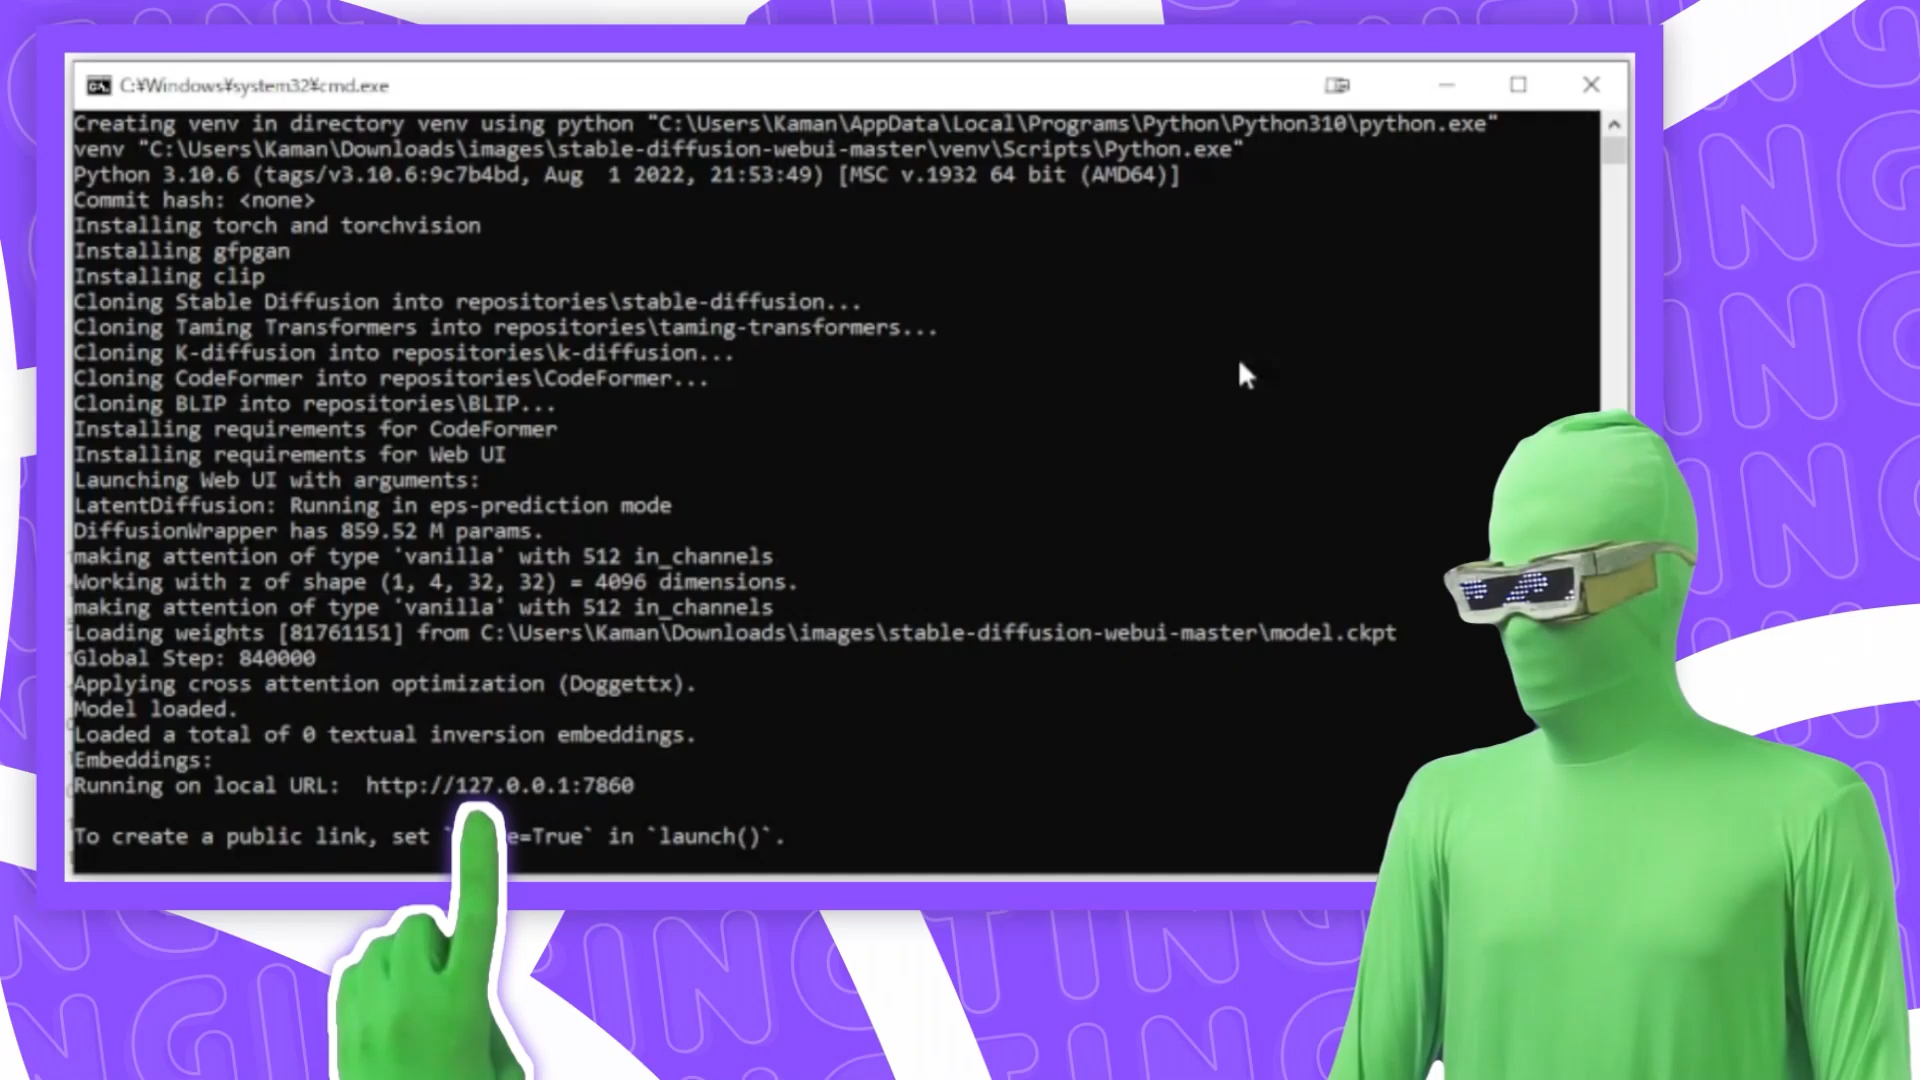 C:¥Windows¥system32¥cmd.exe
Creating venv in directory venv using python "C:\Users\Kaman\AppData\Local\Programs\Python\Python310\python.exe"
venv "C:\Users\Kaman\Downloads\images\stable-diffusion-webui-master\venv\Scripts\Python.exe"
Python 3.10.6 (tags/v3.10.6:9c7b4bd, Aug  1 2022, 21:53:49) [MSC v.1932 64 bit (AMD64)]
Commit hash: <none>
Installing torch and torchvision
Installing gfpgan
Installing clip
Cloning Stable Diffusion into repositories\stable-diffusion...
Cloning Taming Transformers into repositories\taming-transformers...
Cloning K-diffusion into repositories\k-diffusion...
Cloning CodeFormer into repositories\CodeFormer...
Cloning BLIP into repositories\BLIP...
Installing requirements for CodeFormer
Installing requirements for Web UI
Launching Web UI with arguments:
LatentDiffusion: Running in eps-prediction mode
DiffusionWrapper has 859.52 M params.
making attention of type 'vanilla' with 512 in_channels
Working with z of shape (1, 4, 32, 32) = 4096 dimensions.
making attention of type 'vanilla' with 512 in_channels
Loading weights [81761151] from C:\Users\Kaman\Downloads\images\stable-diffusion-webui-master\model.ckpt
Global Step: 840000
Applying cross attention optimization (Doggettx).
Model loaded.
Loaded a total of 0 textual inversion embeddings.
Embeddings:
Running on local URL:  http://127.0.0.1:7860
To create a public link, set `e=True` in `launch()`.